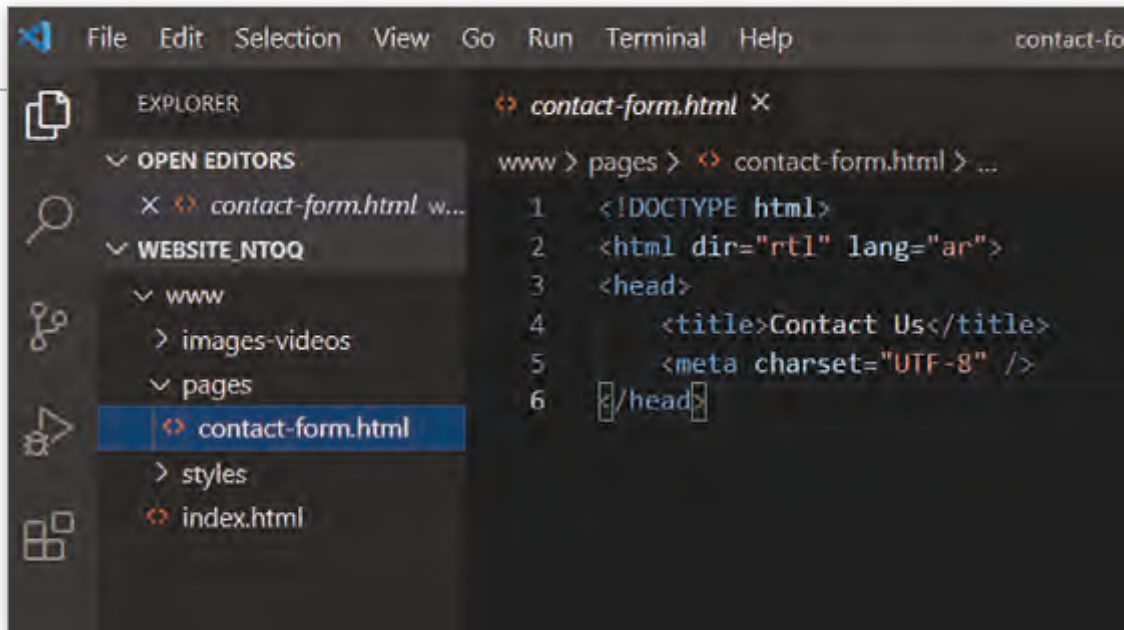 File Edit Selection View Go Run Terminal Help contact-fo
EXPLORER
OPEN EDITORS
contact-form.html w...
WEBSITE_NTOQ
www
images-videos
pages
contact-form.html
styles
index.html
contact-form.html
www > pages > contact-form.html > ...
1 <!DOCTYPE html>
2 <html dir="rtl" lang="ar">
3 <head>
4     <title>Contact Us</title>
5     <meta charset="UTF-8" />
6 </head>